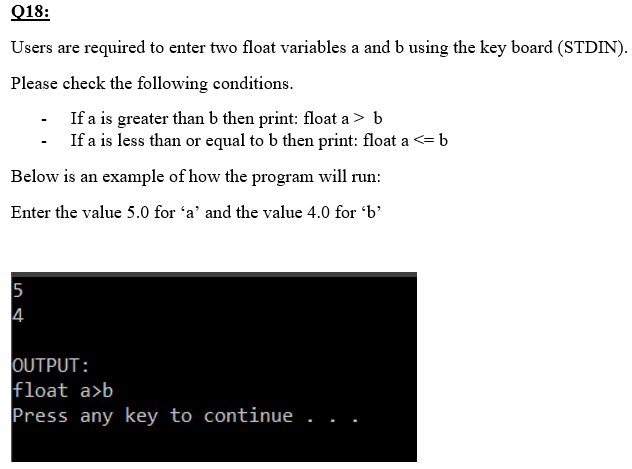 Q18:
Users are required to enter two float variables a and b using the key board (STDIN).
Please check the following conditions.
- If a is greater than b then print: float a > b
- If a is less than or equal to b then print: float a <= b
Below is an example of how the program will run:
Enter the value 5.0 for ‘a’ and the value 4.0 for ‘b’
5
4
OUTPUT:
float a>b
Press any key to continue . . .